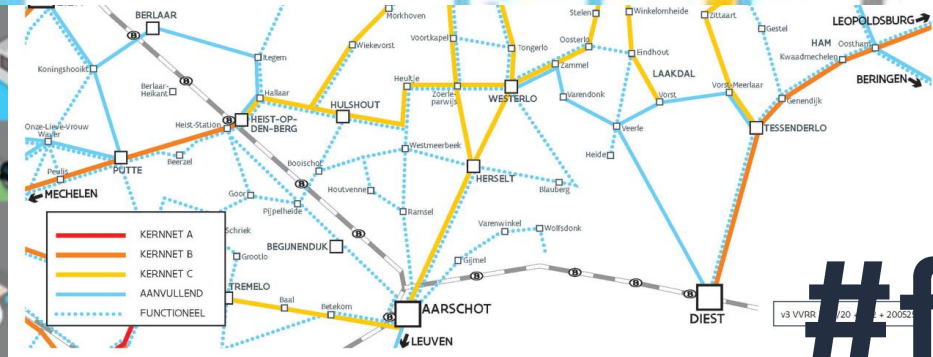 BERLAAR
Morkhoven
Stelen
Winkelomheide
Zittaart
Gestel
LEOPOLDSBURG
Voortkapel
Wiekevorst
Tongerlo
Oosterlo
Eindhout
HAM
Oostham
Kwaadmechelen
Koningshooikt
Itegem
Zammel
LAAKDAL
BERINGEN
Berlaar-
Heikant
Hallaar
Heultje
Zoerle-
parwijs
WESTERLO
Varendonk
Vorst
Vorst-Meerlaar
Genendijk
HULSHOUT
Onze-Lieve-Vrouw
Waver
Heist-Station
HEIST-OP-
DEN-BERG
Veerle
TESSENDERLO
PUTTE
Beerzel
Booischot
Westmeerbeek
Heide
Peulis
MECHELEN
HERSELT
Houtvenne
Blauberg
Goor
Pijpelheide
Ramsel
KERNNET A
KERNNET B
KERNNET C
AANVULLEND
FUNCTIONEEL
Schriek
Grootlo
BEGIJNENDIJK
Varenwinkel
Wolfsdonk
Gijmel
TREMELO
Baal
Betekom
AARSCHOT
LEUVEN
DIEST
v3 VVRR
#f